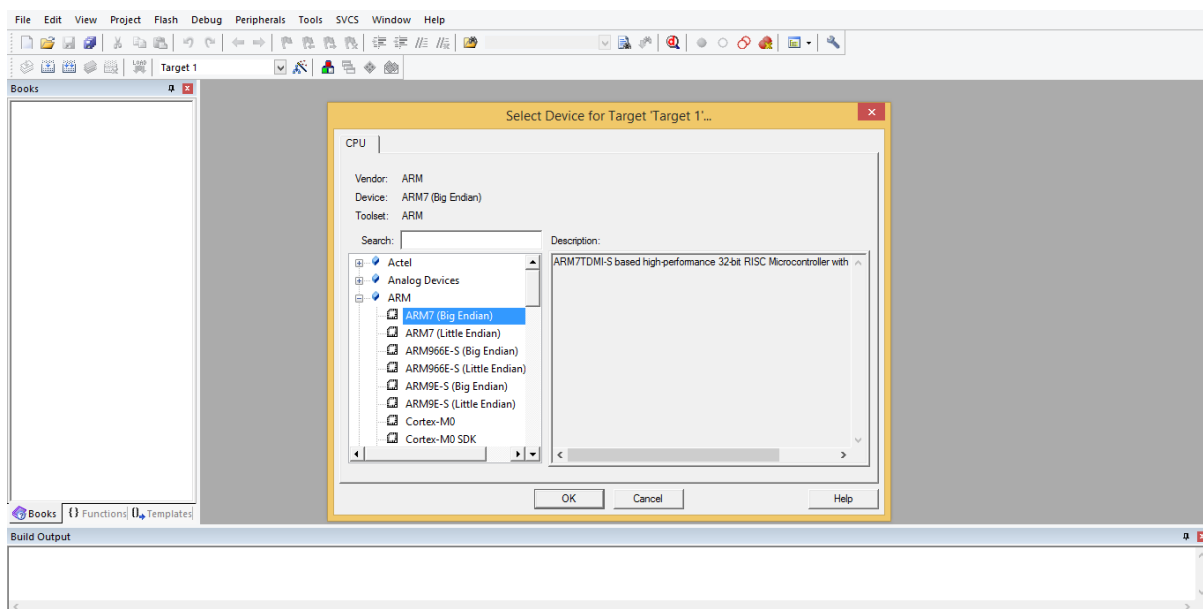 File Edit View Project Flash Debug Peripherals Tools SVCS Window Help
LOAD Target 1
Books
Select Device for Target 'Target 1'...
CPU
Vendor: ARM
Device: ARM7 (Big Endian)
Toolset: ARM
Search: Description:
Actel
ARM7TDMI-S based high-performance 32-bit RISC Microcontroller with
Analog Devices
ARM
ARM7 (Big Endian)
ARM7 (Little Endian)
ARM966E-S (Big Endian)
ARM966E-S (Little Endian)
ARM9E-S (Big Endian)
ARM9E-S (Little Endian)
Cortex-M0
Cortex-M0 SDK
OK Cancel Help
Books {} Functions 0 Templates
Build Output